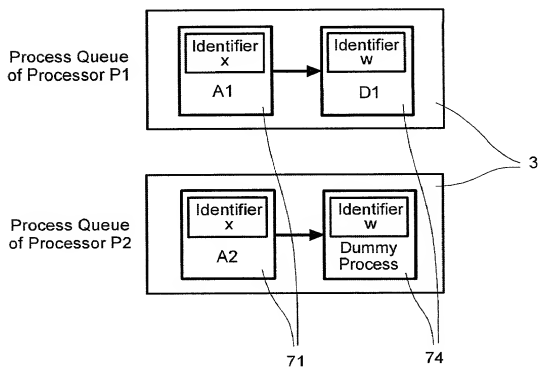 Process Queue
of Processor P1
Identifier
x
A1
Identifier
w
D1
3
Process Queue
of Processor P2
Identifier
x
A2
Identifier
w
Dummy
Process
71
74